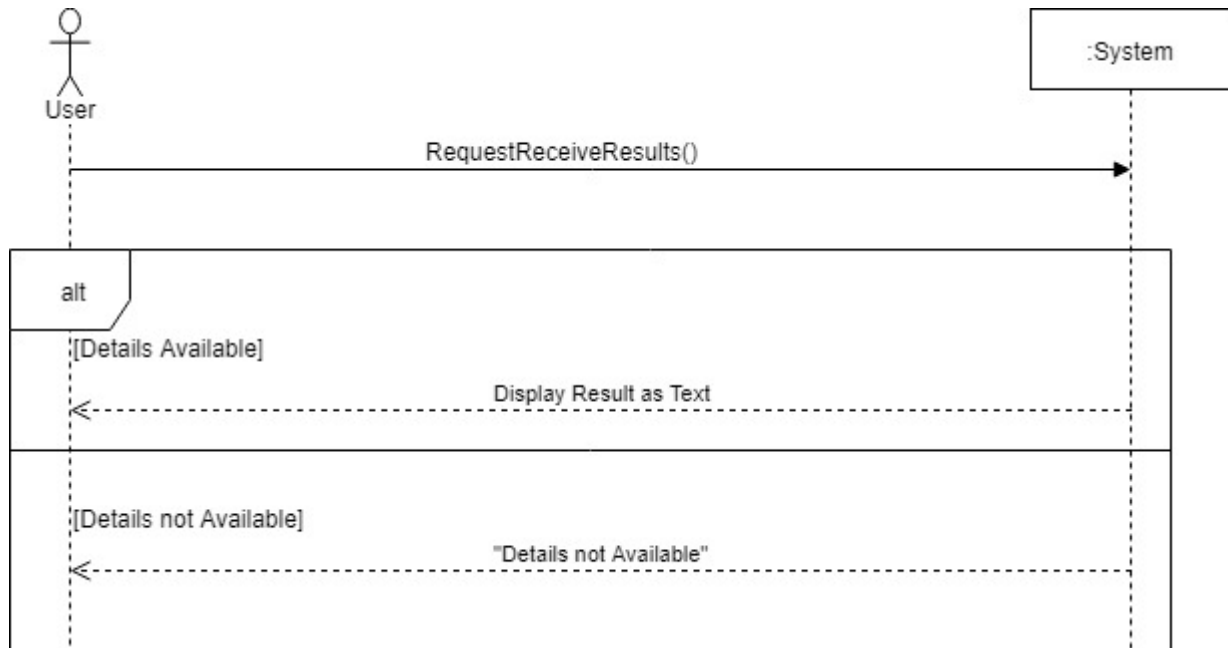 :System
User
RequestReceiveResults()
alt
[Details Available]
Display Result as Text
[Details not Available]
"Details not Available"